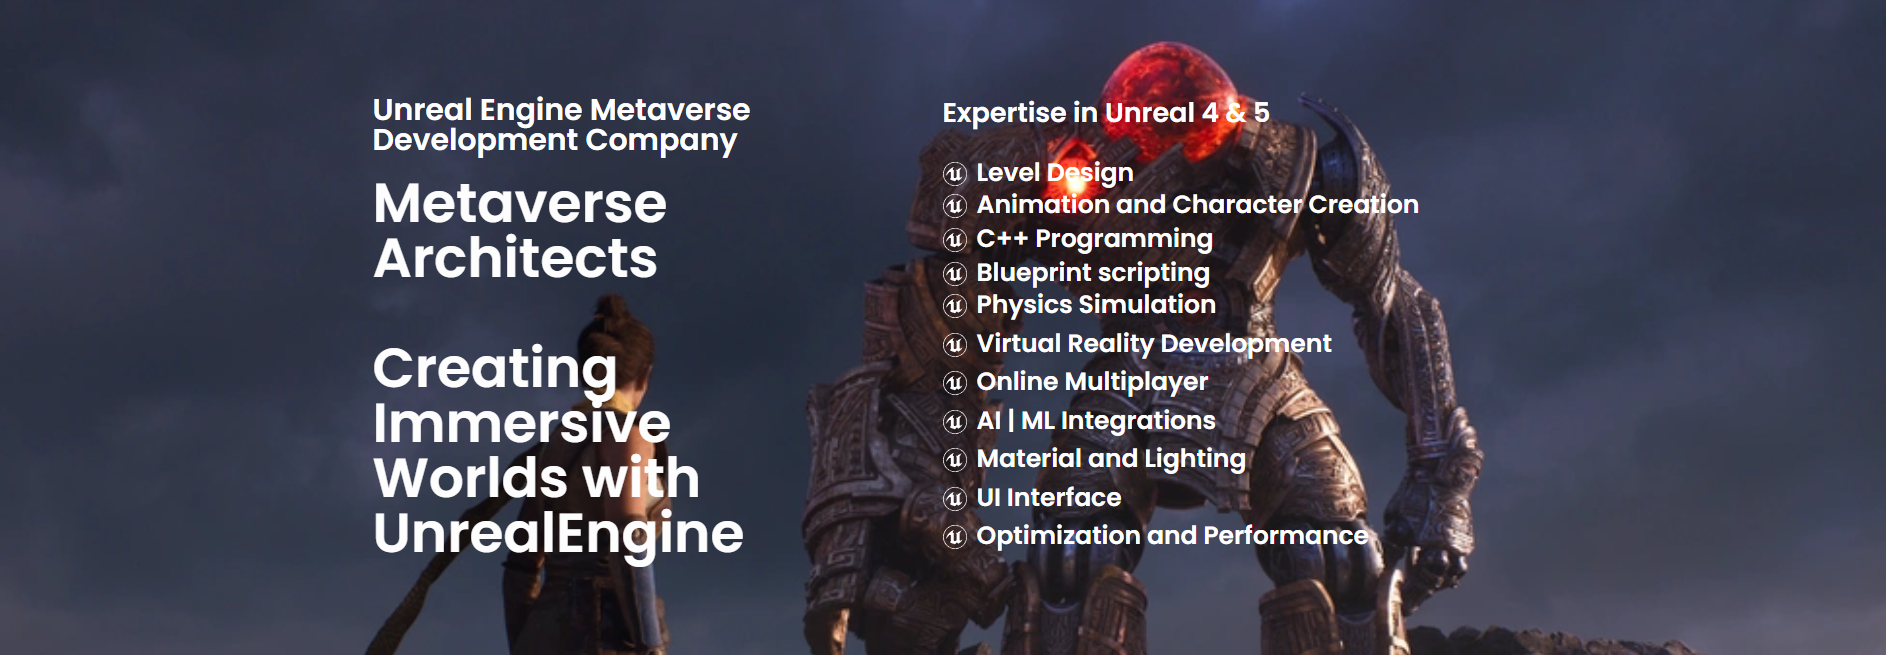 Unreal Engine Metaverse
Development Company
Metaverse
Architects
Creating
Immersive
Worlds with
UnrealEngine
Expertise in Unreal 4 & 5
Level Design
Animation and Character Creation
C++ Programming
Blueprint scripting
Physics Simulation
Virtual Reality Development
Online Multiplayer
AI | ML Integrations
Material and Lighting
UI Interface
Optimization and Performance